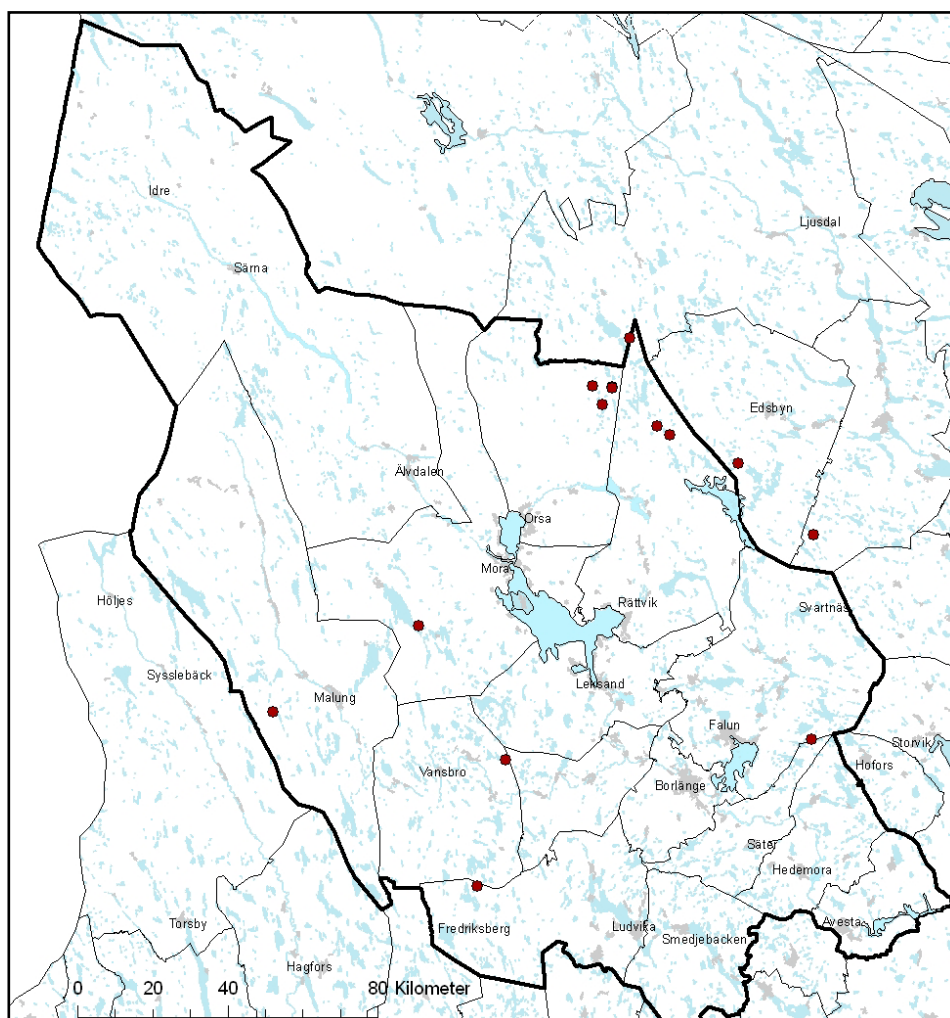 Idre
Ljusdal
Särna
Edsbyn
Älvdalen
Orsa
Mora
Höljes
Rättvik
Svartnäs
Sysslebäck
Leksand
Malung
Falun
Storvik
Hofors
Vansbro
Borlänge
Säter
Hedemora
Torsby
Fredriksberg
Ludvika
Avesta
Smedjebacken
Hagfors
0 20 40 80 Kilometer